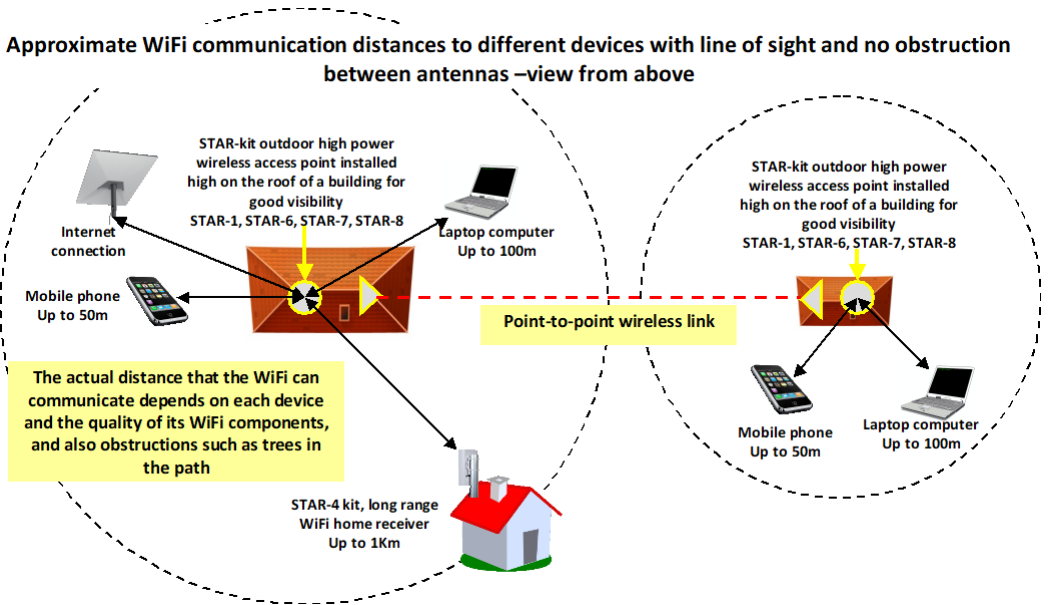 Approximate WiFi communication distances to different devices with line of sight and no obstruction
between antennas –view from above
STAR-kit outdoor high power
wireless access point installed
high on the roof of a building for
good visibility
STAR-1, STAR-6, STAR-7, STAR-8
Internet
connection
Laptop computer
Up to 100m
Mobile phone
Up to 50m
The actual distance that the WiFi can
communicate depends on each device
and the quality of its WiFi components,
and also obstructions such as trees in
the path
STAR-4 kit, long range
WiFi home receiver
Up to 1Km
Point-to-point wireless link
STAR-kit outdoor high power
wireless access point installed
high on the roof of a building for
good visibility
STAR-1, STAR-6, STAR-7, STAR-8
Mobile phone
Up to 50m
Laptop computer
Up to 100m